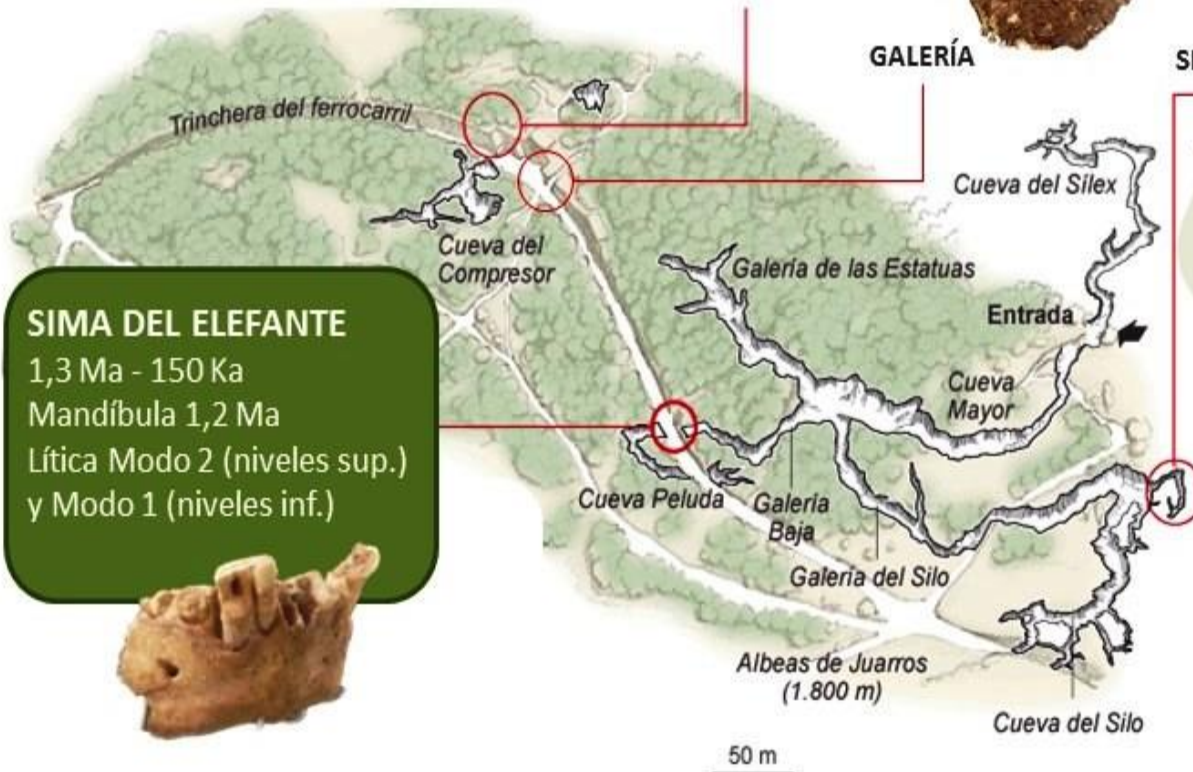 GALERÍA
Trinchera del ferrocarril
Cueva del Sílex
Cueva del
Compresor
Galería de las Estatuas
Entrada
SIMA DEL ELEFANTE
1,3 Ma - 150 Ka
Mandíbula 1,2 Ma
Lítica Modo 2 (niveles sup.)
y Modo 1 (niveles inf.)
Cueva
Mayor
Cueva Peluda
Galería
Baja
Galería del Silo
Albeas de Juarros
(1.800 m)
Cueva del Silo
50 m